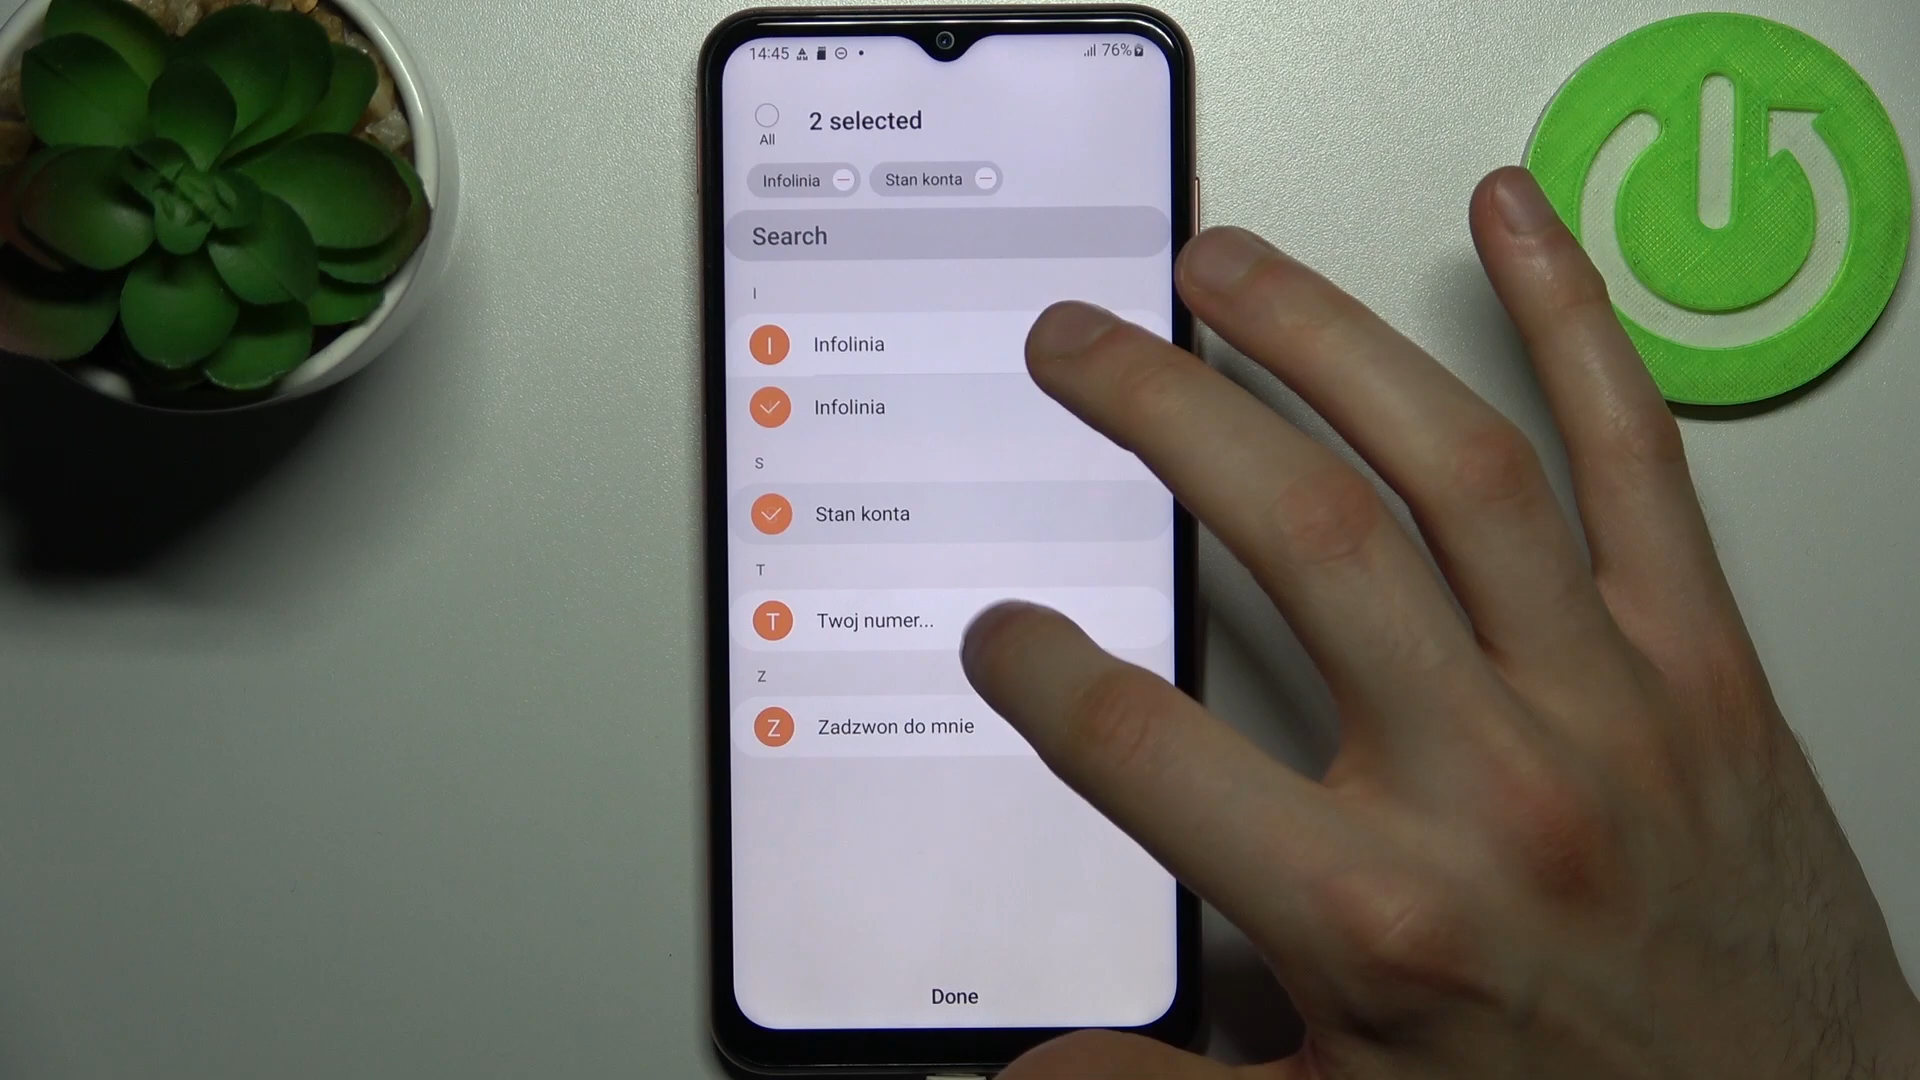 14:45 76%
2 selected
All
Infolinia Stan konta
Search
I
I Infolinia
Infolinia
S
Stan konta
T
T Twoj numer...
Z
Z Zadzwon do mnie
Done